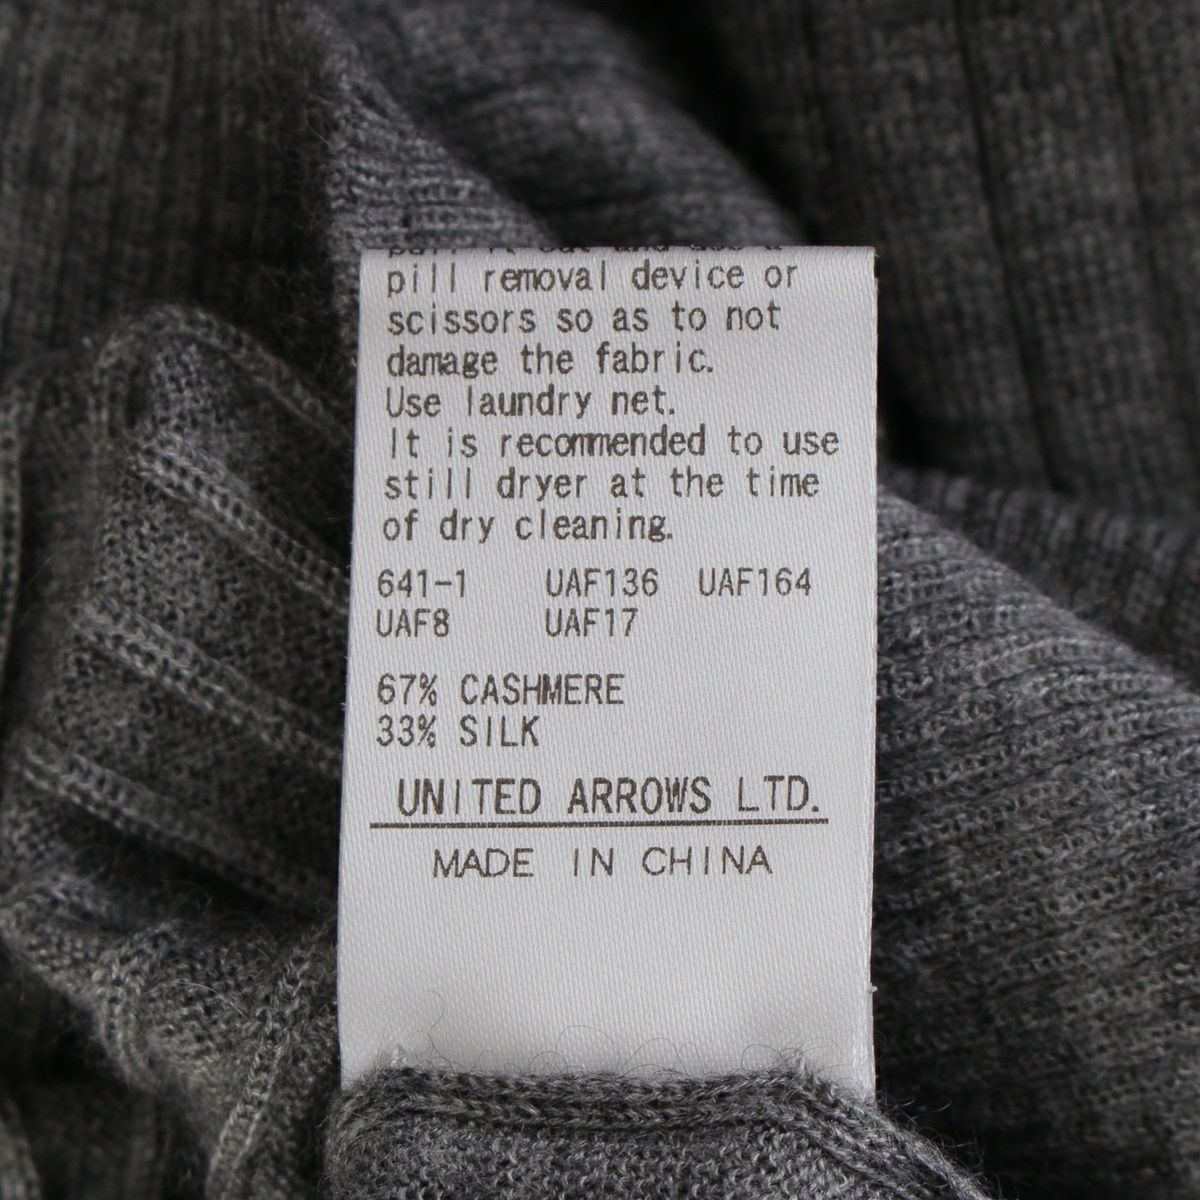 pill removal device or
scissors so as to not
damage the fabric.
Use laundry net.
It is recommended to use
still dryer at the time
of dry cleaning.
641-1 UAF136 UAF164
UAF8 UAF17
67% CASHMERE
33% SILK
UNITED ARROWS LTD.
MADE IN CHINA